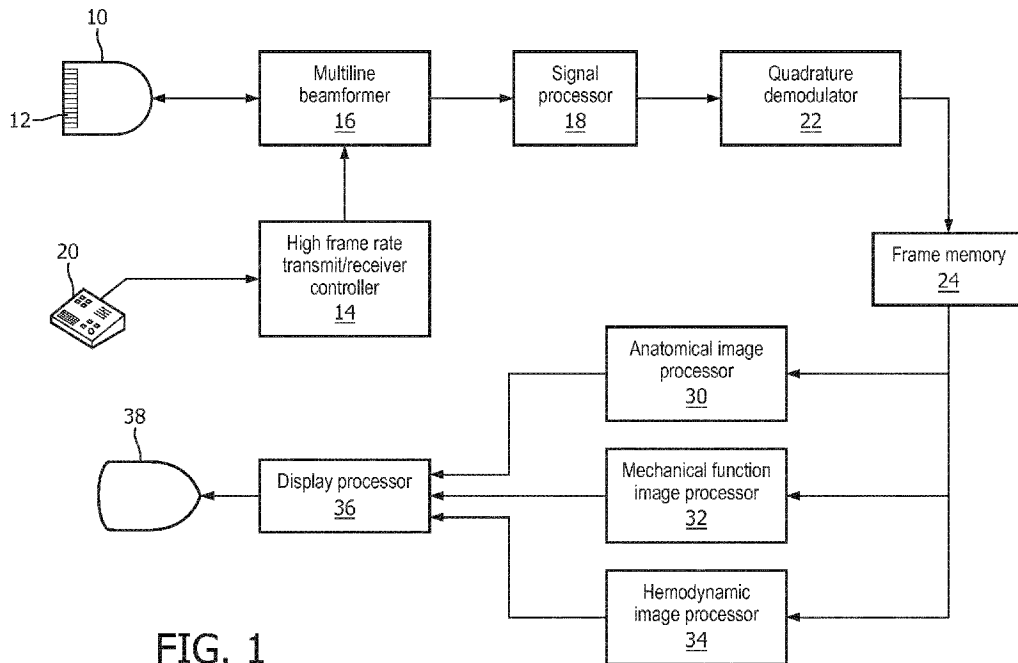 10
12
Multiline
beamformer
16
Signal
processor
18
Quadrature
demodulator
22
20
High frame rate
transmit/receiver
controller
14
Frame memory
24
Anatomical image
processor
30
38
Display processor
36
Mechanical function
image processor
32
Hemodynamic
image processor
34
FIG. 1